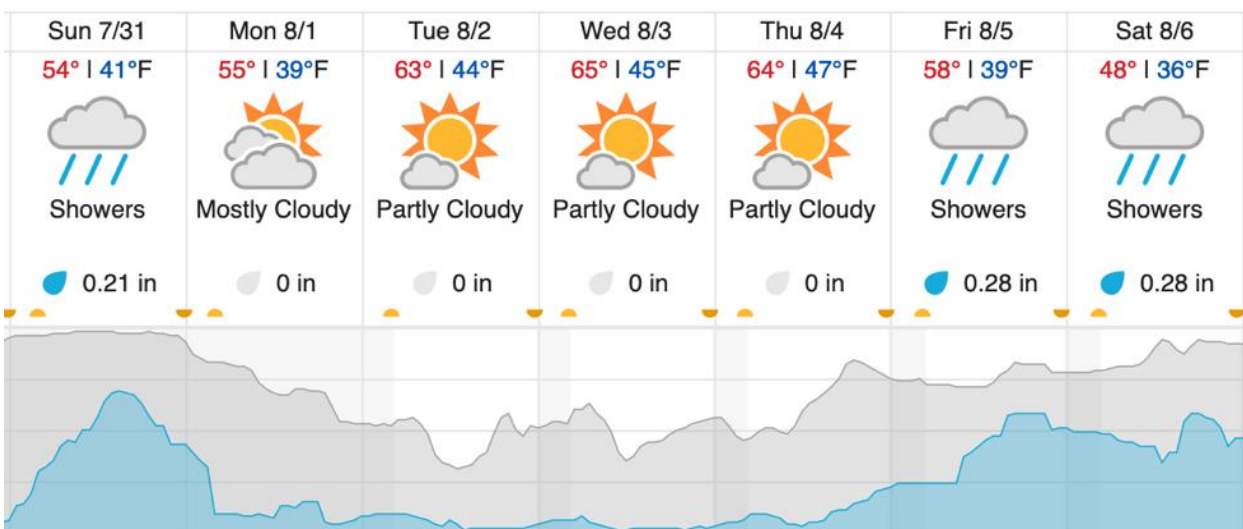 Sun 7/31 Mon 8/1 Tue 8/2 Wed 8/3 Thu 8/4 Fri 8/5 Sat 8/6
54° | 41°F 55° | 39°F 63° | 44°F 65° | 45°F 64° | 47°F 58° | 39°F 48° | 36°F
Showers Mostly Cloudy Partly Cloudy Partly Cloudy Partly Cloudy Showers Showers
0.21 in 0 in 0 in 0 in 0 in 0.28 in 0.28 in